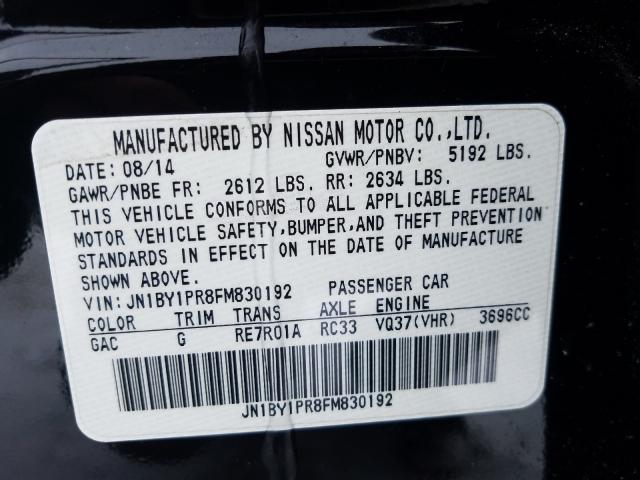 MANUFACTURED BY NISSAN MOTOR CO.,LTD.
DATE: 08/14 GVWR/PNBV: 5192 LBS.
GAWR/PNBE FR: 2612 LBS. RR: 2634 LBS.
THIS VEHICLE CONFORMS TO ALL APPLICABLE FEDERAL
MOTOR VEHICLE SAFETY, BUMPER, AND THEFT PREVENTION
STANDARDS IN EFFECT ON THE DATE OF MANUFACTURE
SHOWN ABOVE.
VIN: JN1BY1PR8FM830192 PASSENGER CAR
COLOR TRIM TRANS AXLE ENGINE
GAC G RE7R01A RC33 VQ37(VHR) 3696CC
JN1BY1PR8FM830192